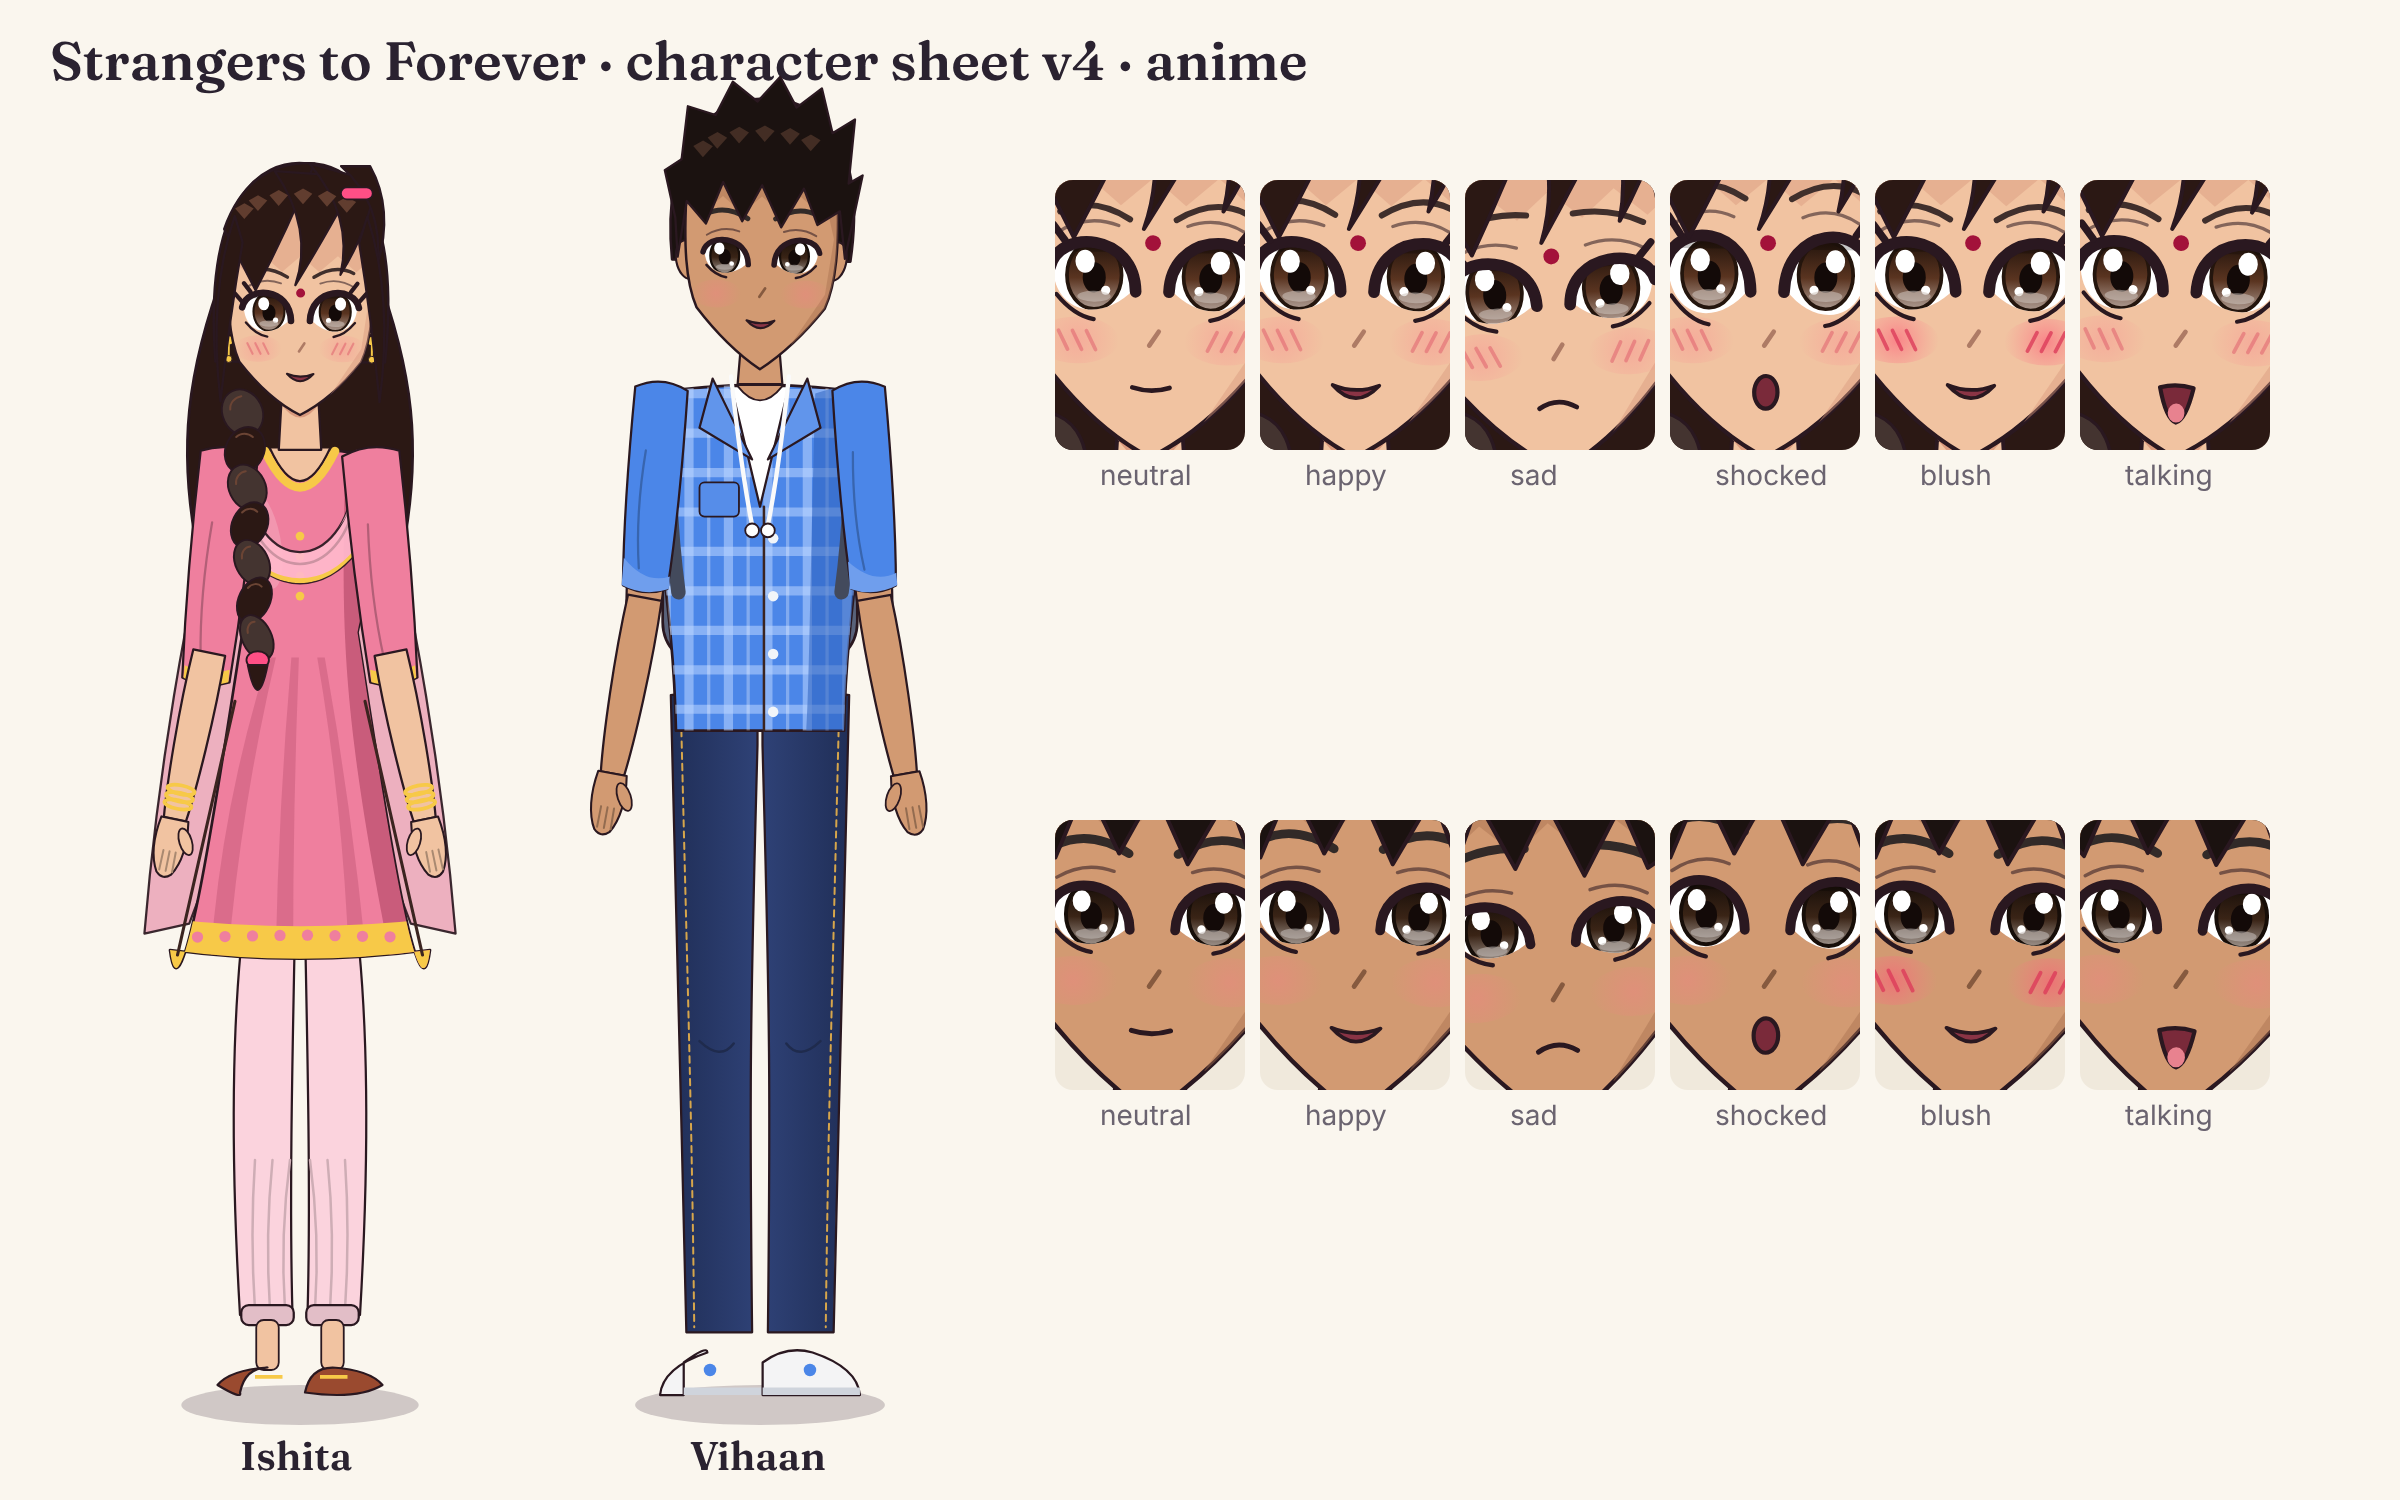 Strangers to Forever · character sheet v4 · anime
neutral happy sad shocked blush talking
neutral happy sad shocked blush talking
Ishita Vihaan